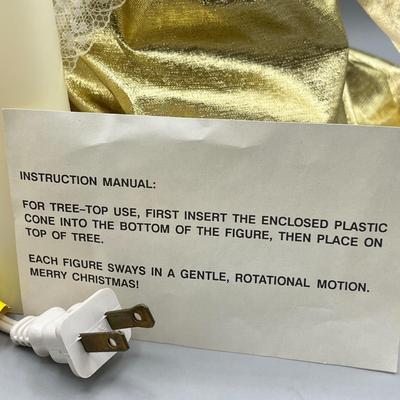 INSTRUCTION MANUAL:
FOR TREE-TOP USE, FIRST INSERT THE ENCLOSED PLASTIC
CONE INTO THE BOTTOM OF THE FIGURE, THEN PLACE ON
TOP OF TREE.
EACH FIGURE SWAYS IN A GENTLE, ROTATIONAL MOTION.
MERRY CHRISTMAS!